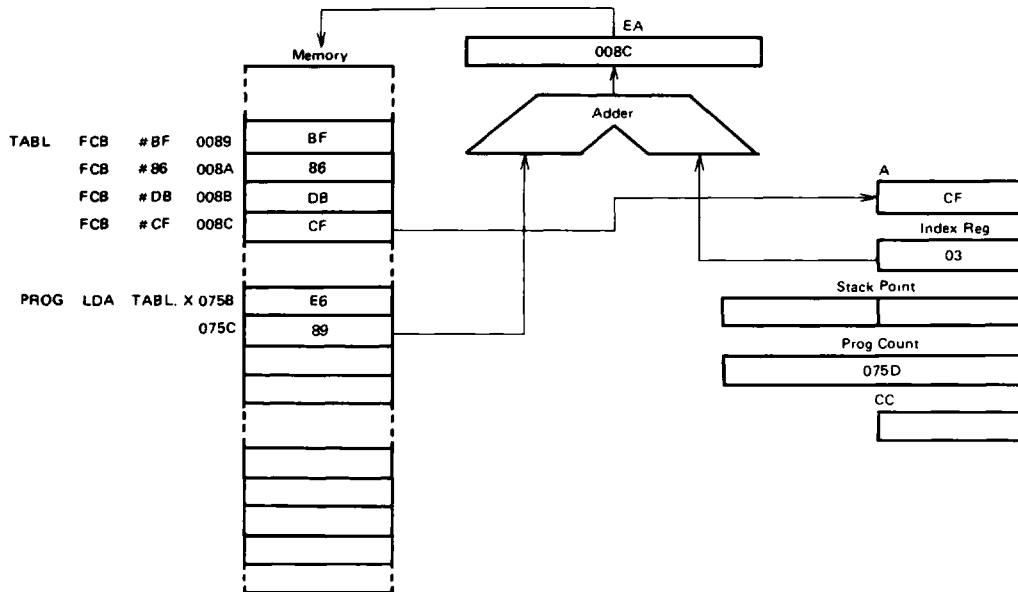 EA
008C
Memory
Adder
TABL FCB #BF 0089 BF
FCB #86 008A 86
FCB #DB 008B DB
FCB #CF 008C CF
A
CF
Index Reg
03
PROG LDA TABL. X 075B E6
075C 89
Stack Point
Prog Count
075D
CC